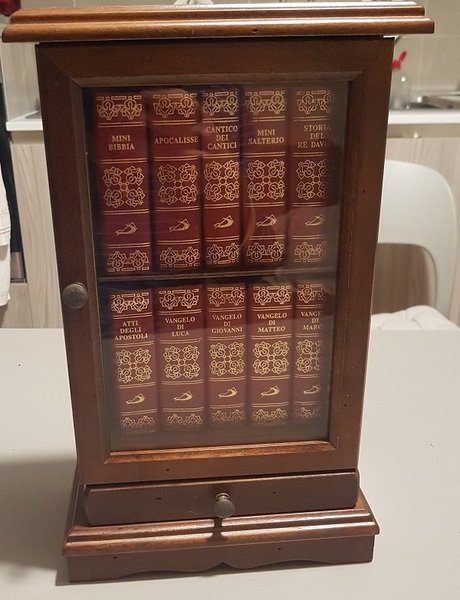 MINI
BIBBIA
APOCALISSE
CANTICO
DEI
CANTICI
MINI
SALTERIO
STORIA
DEL
RE DAVI
ATTI
DEGLI
APOSTOLI
VANGELO
DI
LUCA
VANGELO
DI
GIOVANNI
VANGELO
DI
MATTEO
VANGE
DI
MARC